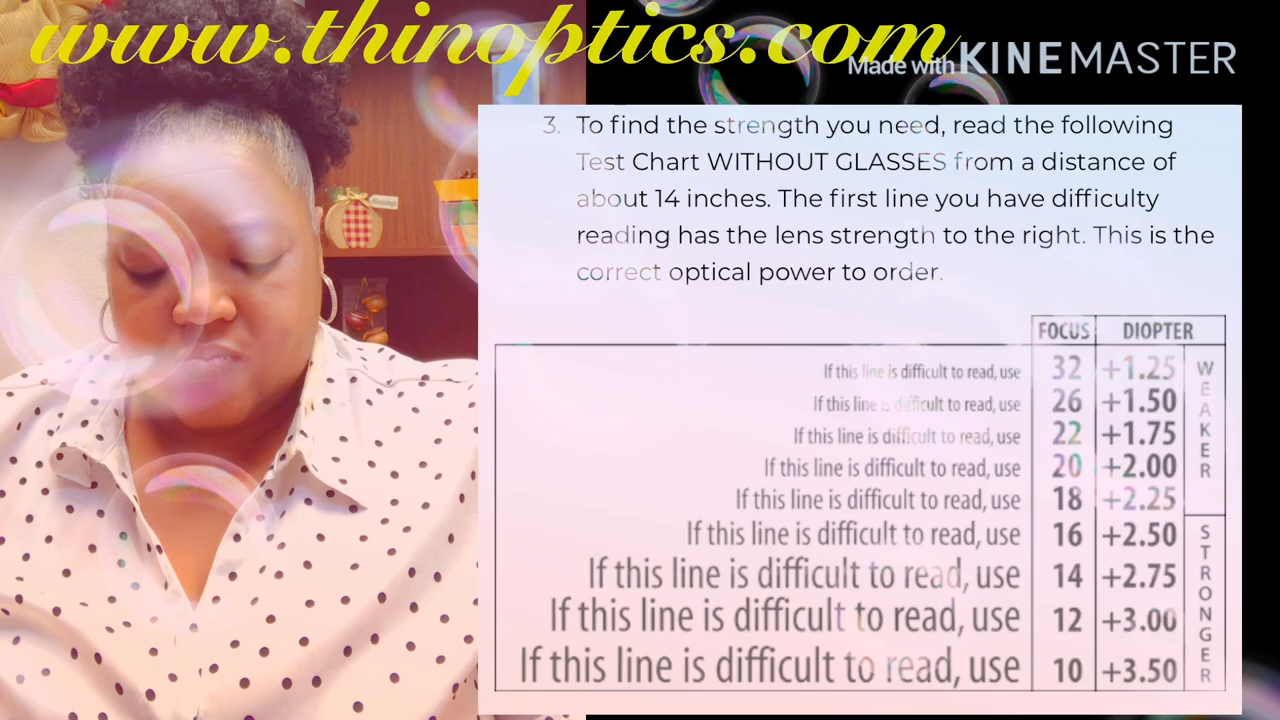 www.thinoptics.com
Made with KINEMASTER
3. To find the strength you need, read the following
Test Chart WITHOUT GLASSES from a distance of
about 14 inches. The first line you have difficulty
reading has the lens strength to the right. This is the
correct optical power to order.
FOCUS DIOPTER
If this line is difficult to read, use 32 +1.25
If this line is difficult to read, use 26 +1.50
If this line is difficult to read, use 22 +1.75
If this line is difficult to read, use 20 +2.00
If this line is difficult to read, use 18 +2.25
If this line is difficult to read, use 16 +2.50
If this line is difficult to read, use 14 +2.75
If this line is difficult to read, use 12 +3.00
If this line is difficult to read, use 10 +3.50
WEAKER
STRONGER